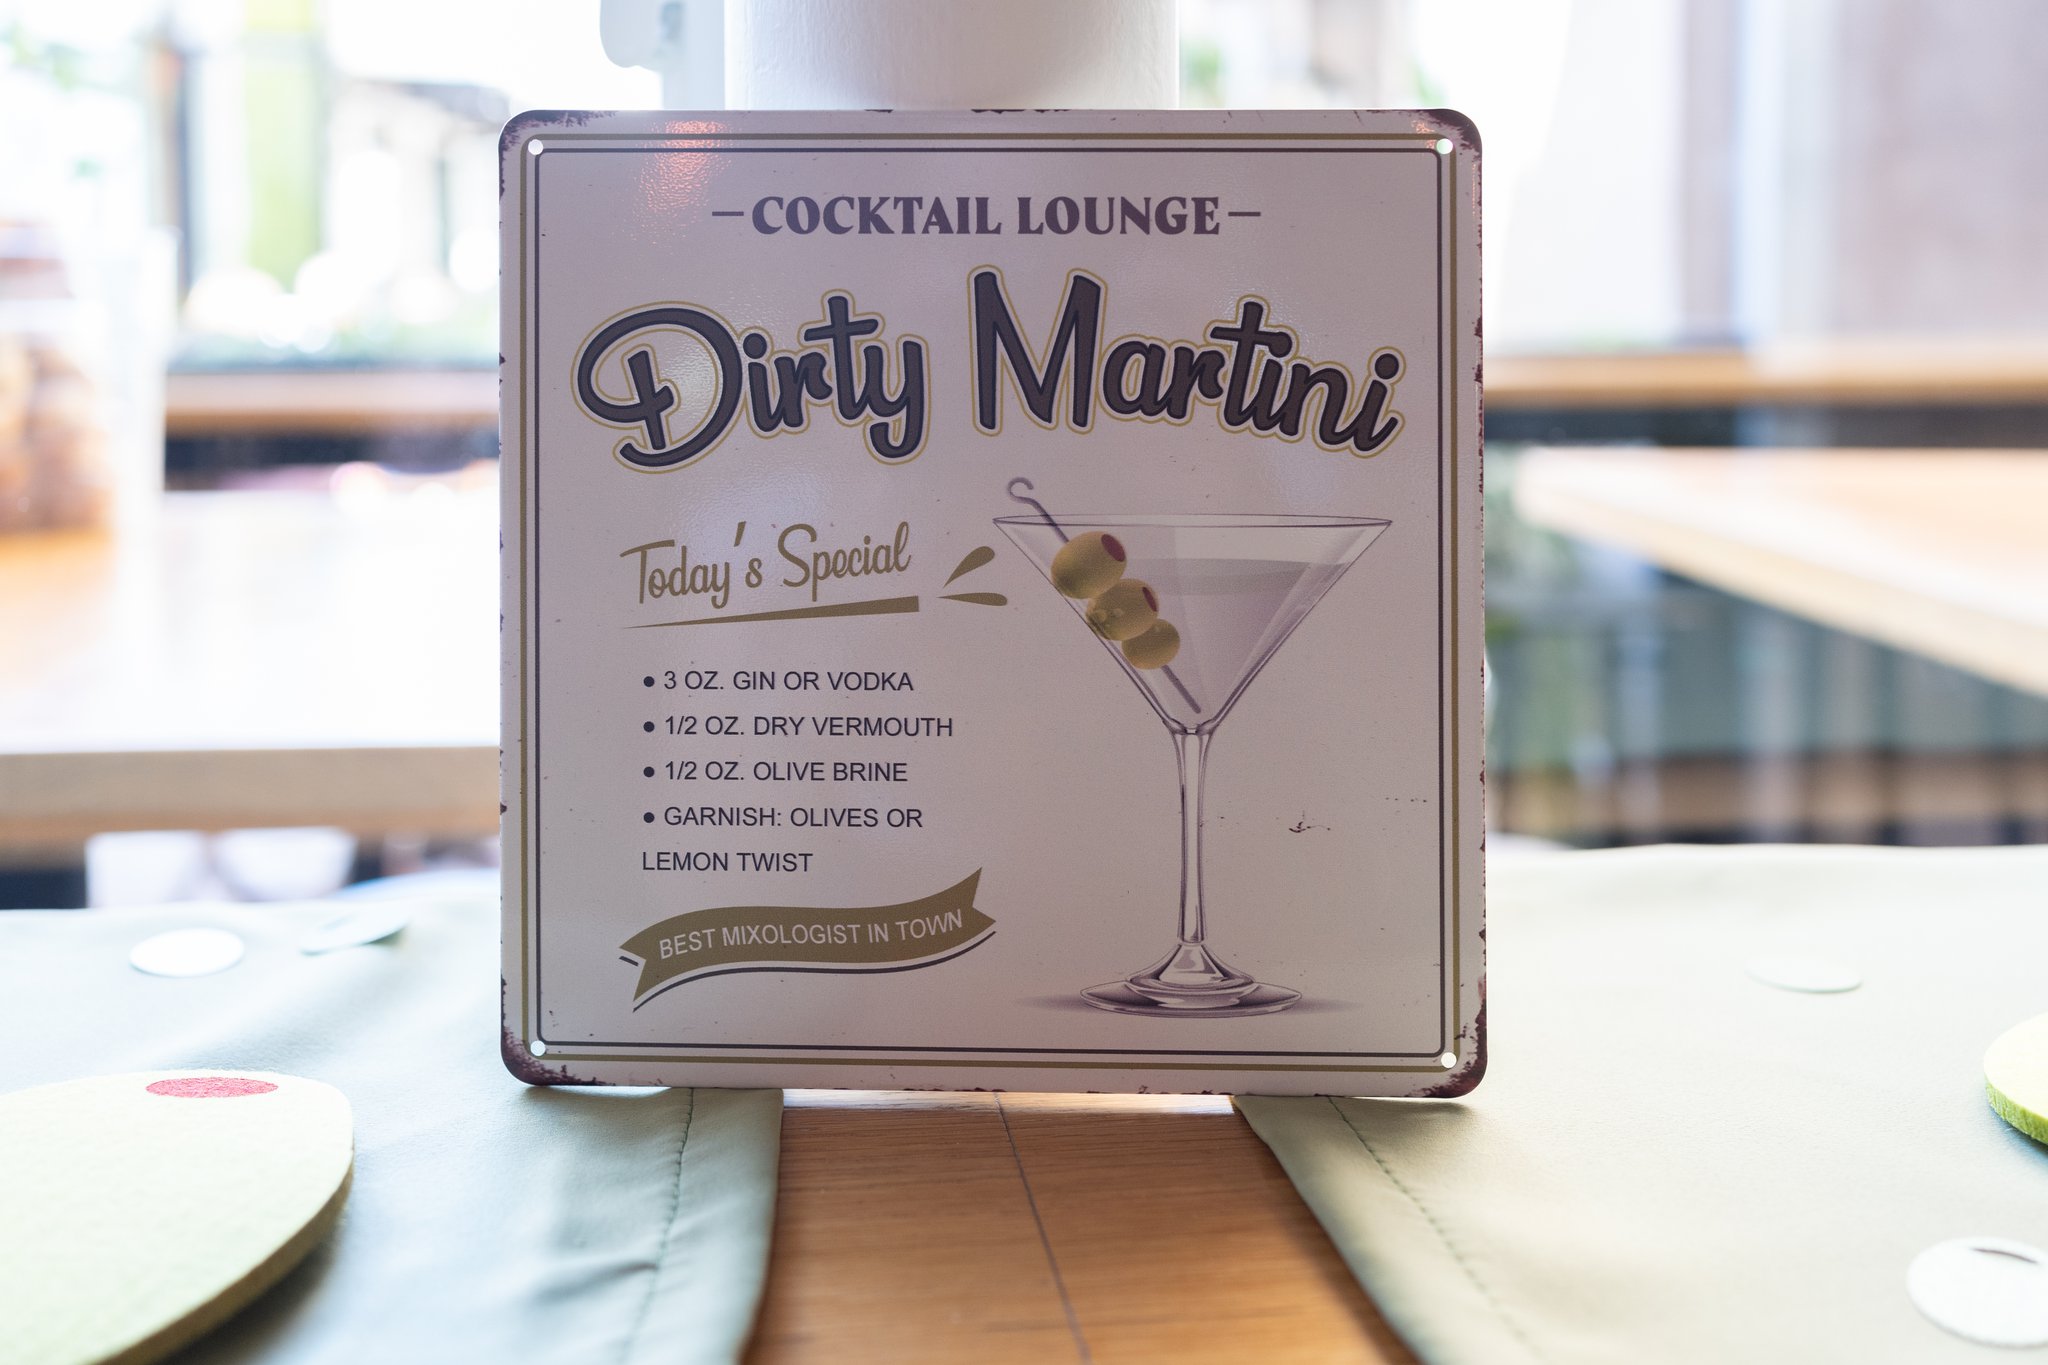 -COCKTAIL LOUNGE-
Dirty Martini
Today's Special
• 3 OZ. GIN OR VODKA
• 1/2 OZ. DRY VERMOUTH
• 1/2 OZ. OLIVE BRINE
• GARNISH: OLIVES OR
LEMON TWIST
BEST MIXOLOGIST IN TOWN